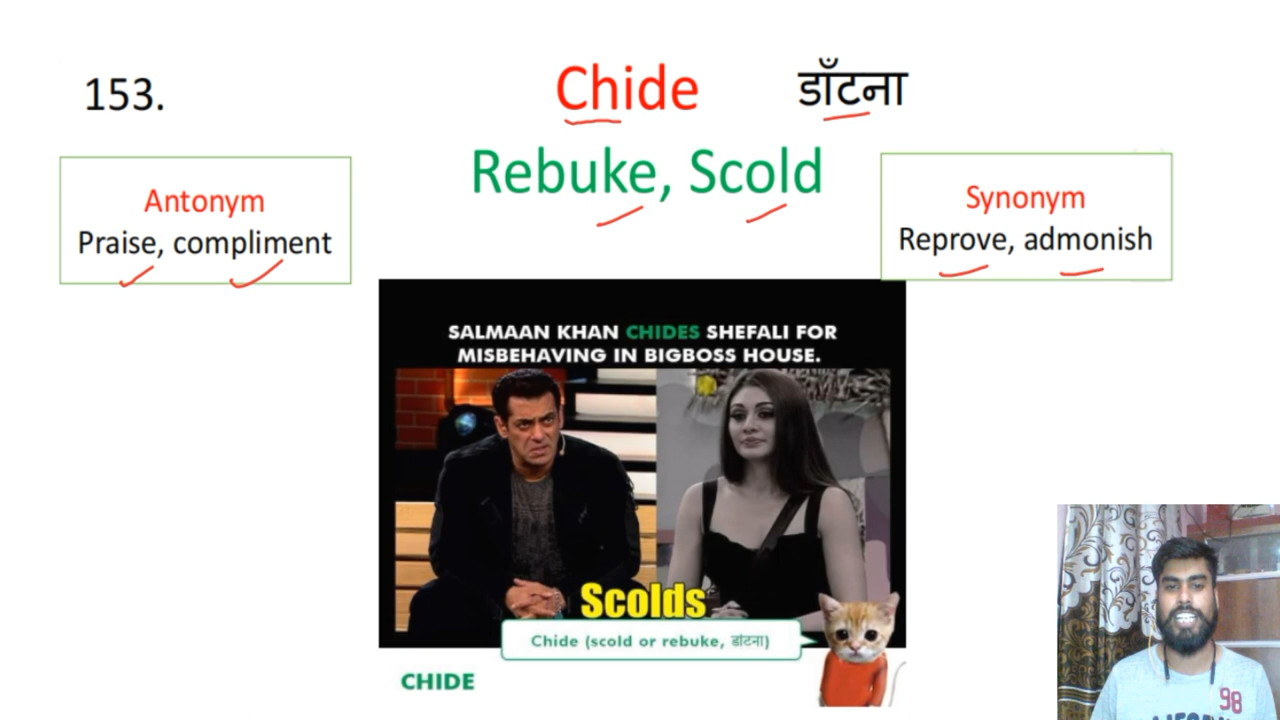 153.
Chide
डाँटना
Rebuke, Scold
Antonym
Praise, compliment
Synonym
Reprove, admonish
SALMAAN KHAN CHIDES SHEFALI FOR
MISBEHAVING IN BIGBOSS HOUSE.
Scolds
Chide (scold or rebuke, डांटना)
CHIDE
98